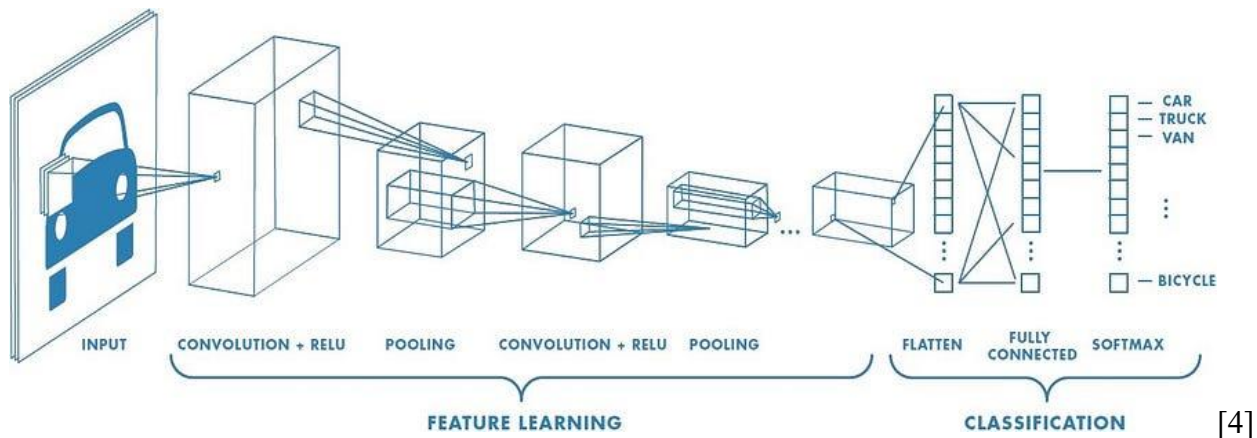 CAR
TRUCK
VAN
BICYCLE
INPUT
CONVOLUTION + RELU
POOLING
CONVOLUTION + RELU
POOLING
FLATTEN
FULLY
CONNECTED
SOFTMAX
FEATURE LEARNING
CLASSIFICATION
[4]